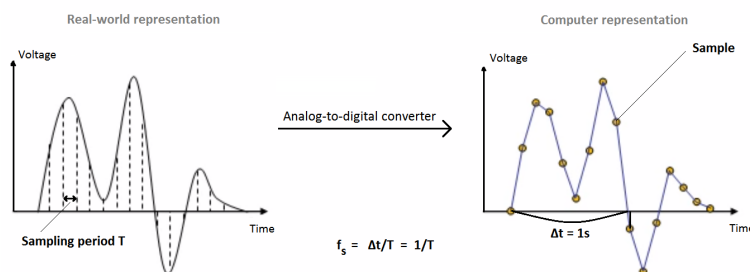 Real-world representation
Computer representation
Voltage
Voltage
Sample
Analog-to-digital converter
Time
Time
Sampling period T
Δt = 1s
fs = Δt/T = 1/T